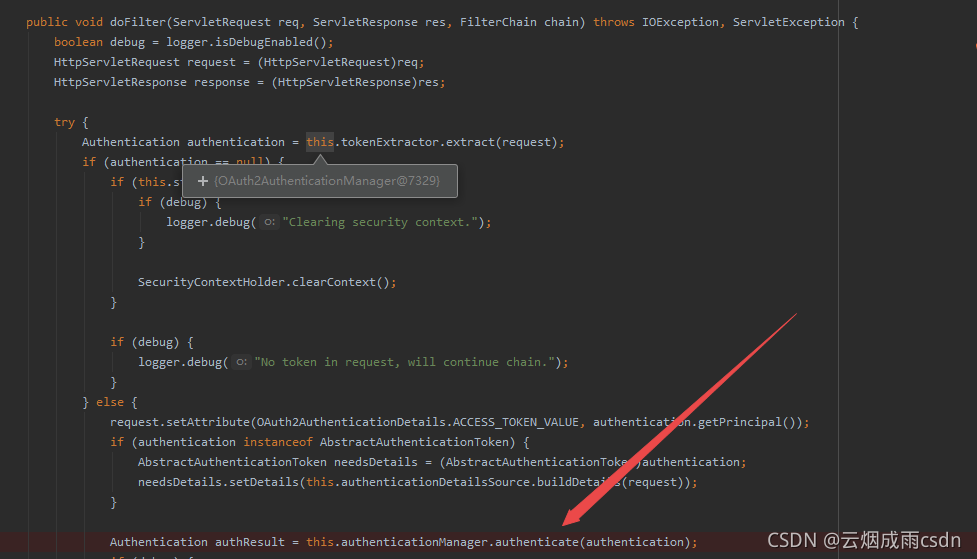 public void doFilter(ServletRequest req, ServletResponse res, FilterChain chain) throws IOException, ServletException {
    boolean debug = logger.isDebugEnabled();
    HttpServletRequest request = (HttpServletRequest)req;
    HttpServletResponse response = (HttpServletResponse)res;
    try {
        Authentication authentication = this.tokenExtractor.extract(request);
        if (authentication == null) {
            if (this.s
+ {OAuth2AuthenticationManager@7329}
                if (debug) {
                    logger.debug( o: "Clearing security context.");
                }
                SecurityContextHolder.clearContext();
            }
            if (debug) {
                logger.debug( o: "No token in request, will continue chain.");
            }
        } else {
            request.setAttribute(OAuth2AuthenticationDetails.ACCESS_TOKEN_VALUE, authentication.getPrincipal());
            if (authentication instanceof AbstractAuthenticationToken) {
                AbstractAuthenticationToken needsDetails = (AbstractAuthenticationToken)authentication;
                needsDetails.setDetails(this.authenticationDetailsSource.buildDetails(request));
            }
            Authentication authResult = this.authenticationManager.authenticate(authentication);
CSDN @云烟成雨csdn